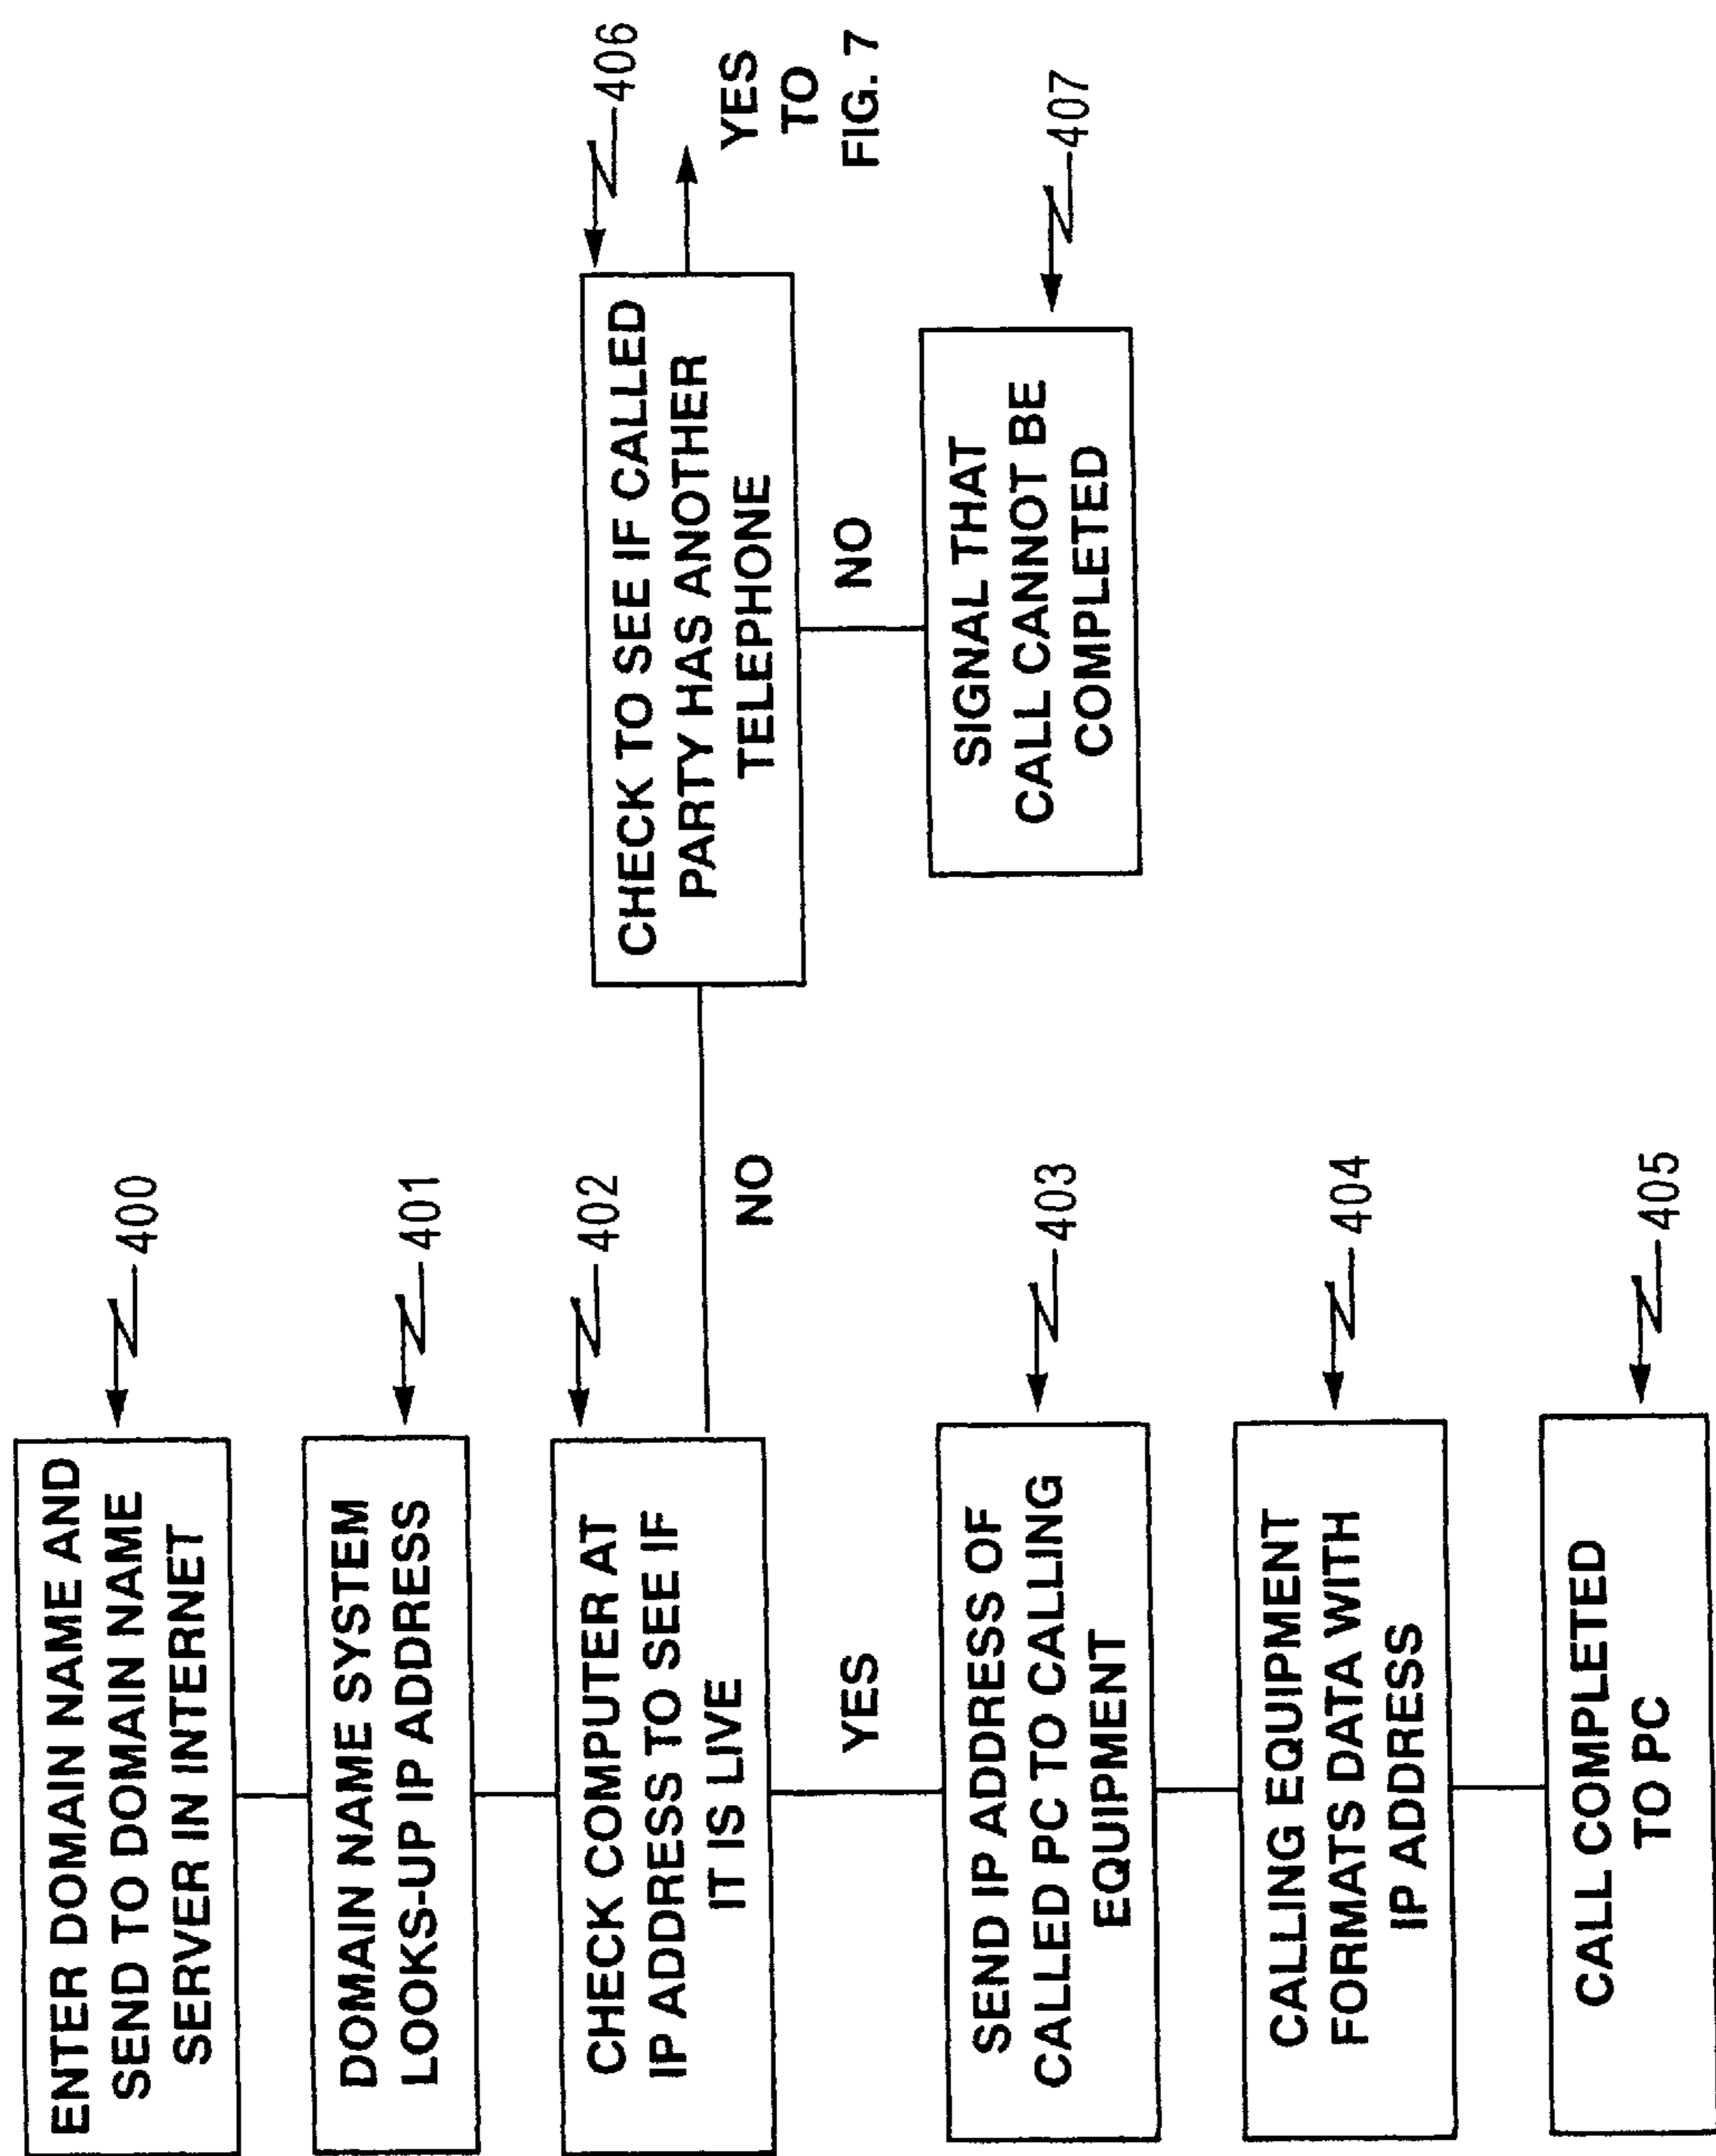 ENTER DOMAIN NAME AND
SEND TO DOMAIN NAME
SERVER IN INTERNET
400
DOMAIN NAME SYSTEM
LOOKS-UP IP ADDRESS
401
CHECK COMPUTER AT
IP ADDRESS TO SEE IF
IT IS LIVE
402
NO
YES
SEND IP ADDRESS OF
CALLED PC TO CALLING
EQUIPMENT
403
CALLING EQUIPMENT
FORMATS DATA WITH
IP ADDRESS
404
CALL COMPLETED
TO PC
405
CHECK TO SEE IF CALLED
PARTY HAS ANOTHER
TELEPHONE
406
YES
TO
FIG. 7
NO
SIGNAL THAT
CALL CANNOT BE
COMPLETED
407